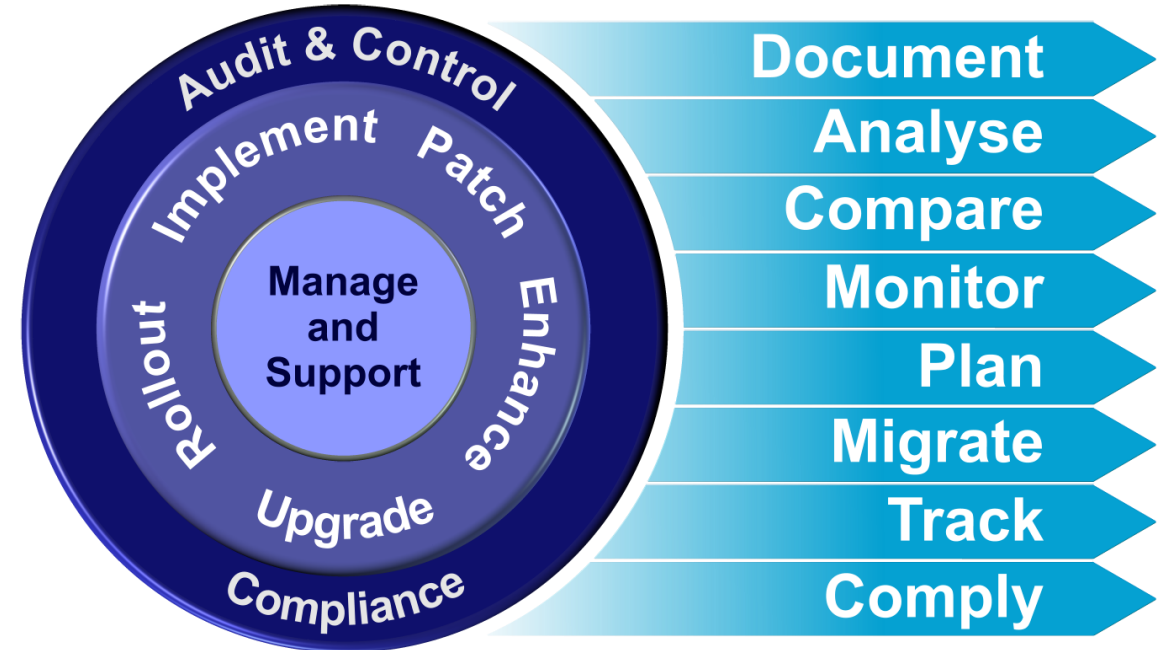 Audit & Control
Implement
Patch
Enhance
Upgrade
Rollout
Manage
and
Support
Compliance
Document
Analyse
Compare
Monitor
Plan
Migrate
Track
Comply